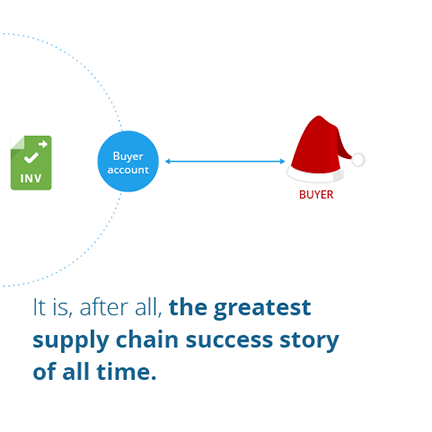 Buyer
account
INV
BUYER
It is, after all, the greatest
supply chain success story
of all time.